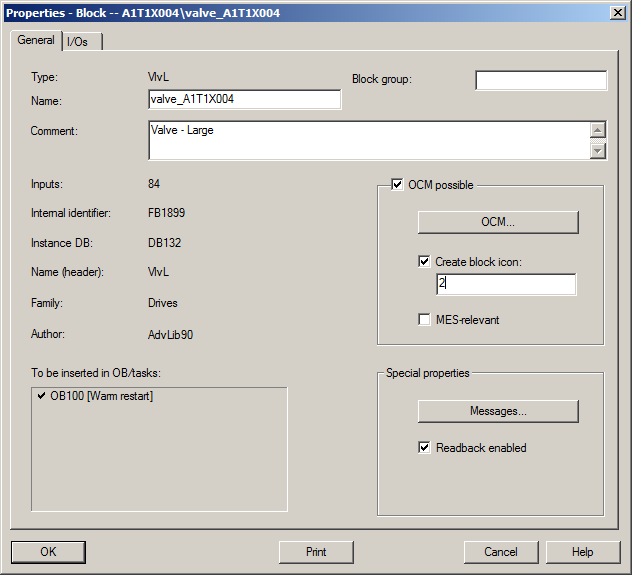 Properties - Block -- A1T1X004\valve_A1T1X004
General I/Os
Type: VlvL Block group:
Name: valve_A1T1X004
Comment: Valve - Large
Inputs: 84
OCM possible
Internal identifier: FB1899
OCM...
Instance DB: DB132
Create block icon:
Name (header): VlvL
2
Family: Drives
MES-relevant
Author: AdvLib90
To be inserted in OB/tasks:
Special properties
OB100 [Warm restart]
Messages...
Readback enabled
OK Print Cancel Help